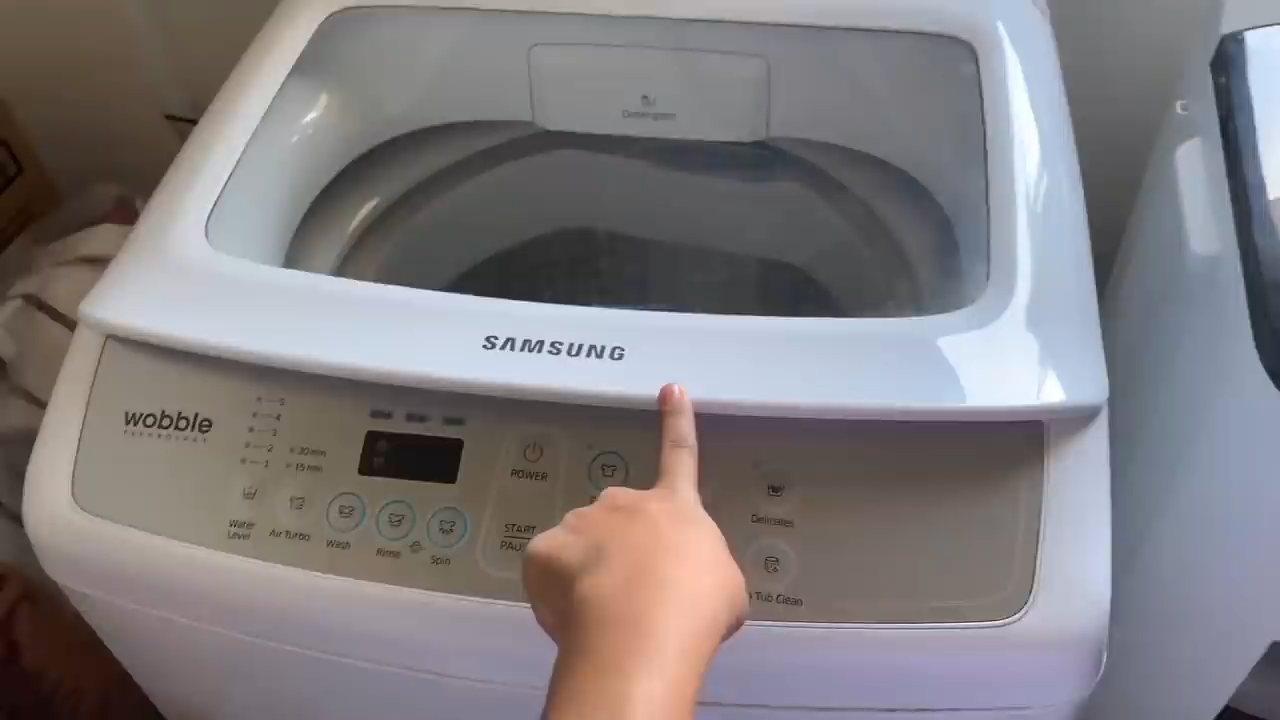 Detergent
SAMSUNG
wobble
TECHNOLOGY
5
4
3
2
1
30 min
15 min
POWER
START
Water
Level
Air Turbo
Wash
Rinse
Spin
Delicates
Tub Clean